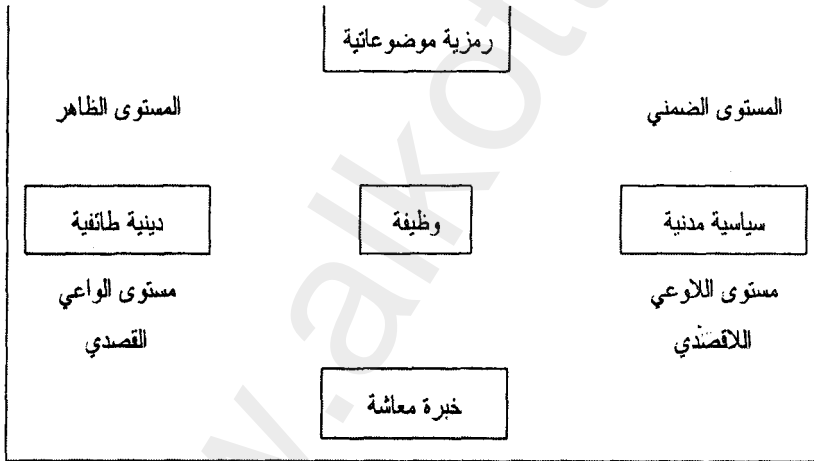 رمزية موضوعاتية
المستوى الضمني
المستوى الظاهر
سياسية مدنية
وظيفة
دينية طائفية
مستوى اللاوعي
مستوى الواعي
اللاقصدي
القصدي
خبرة معاشة